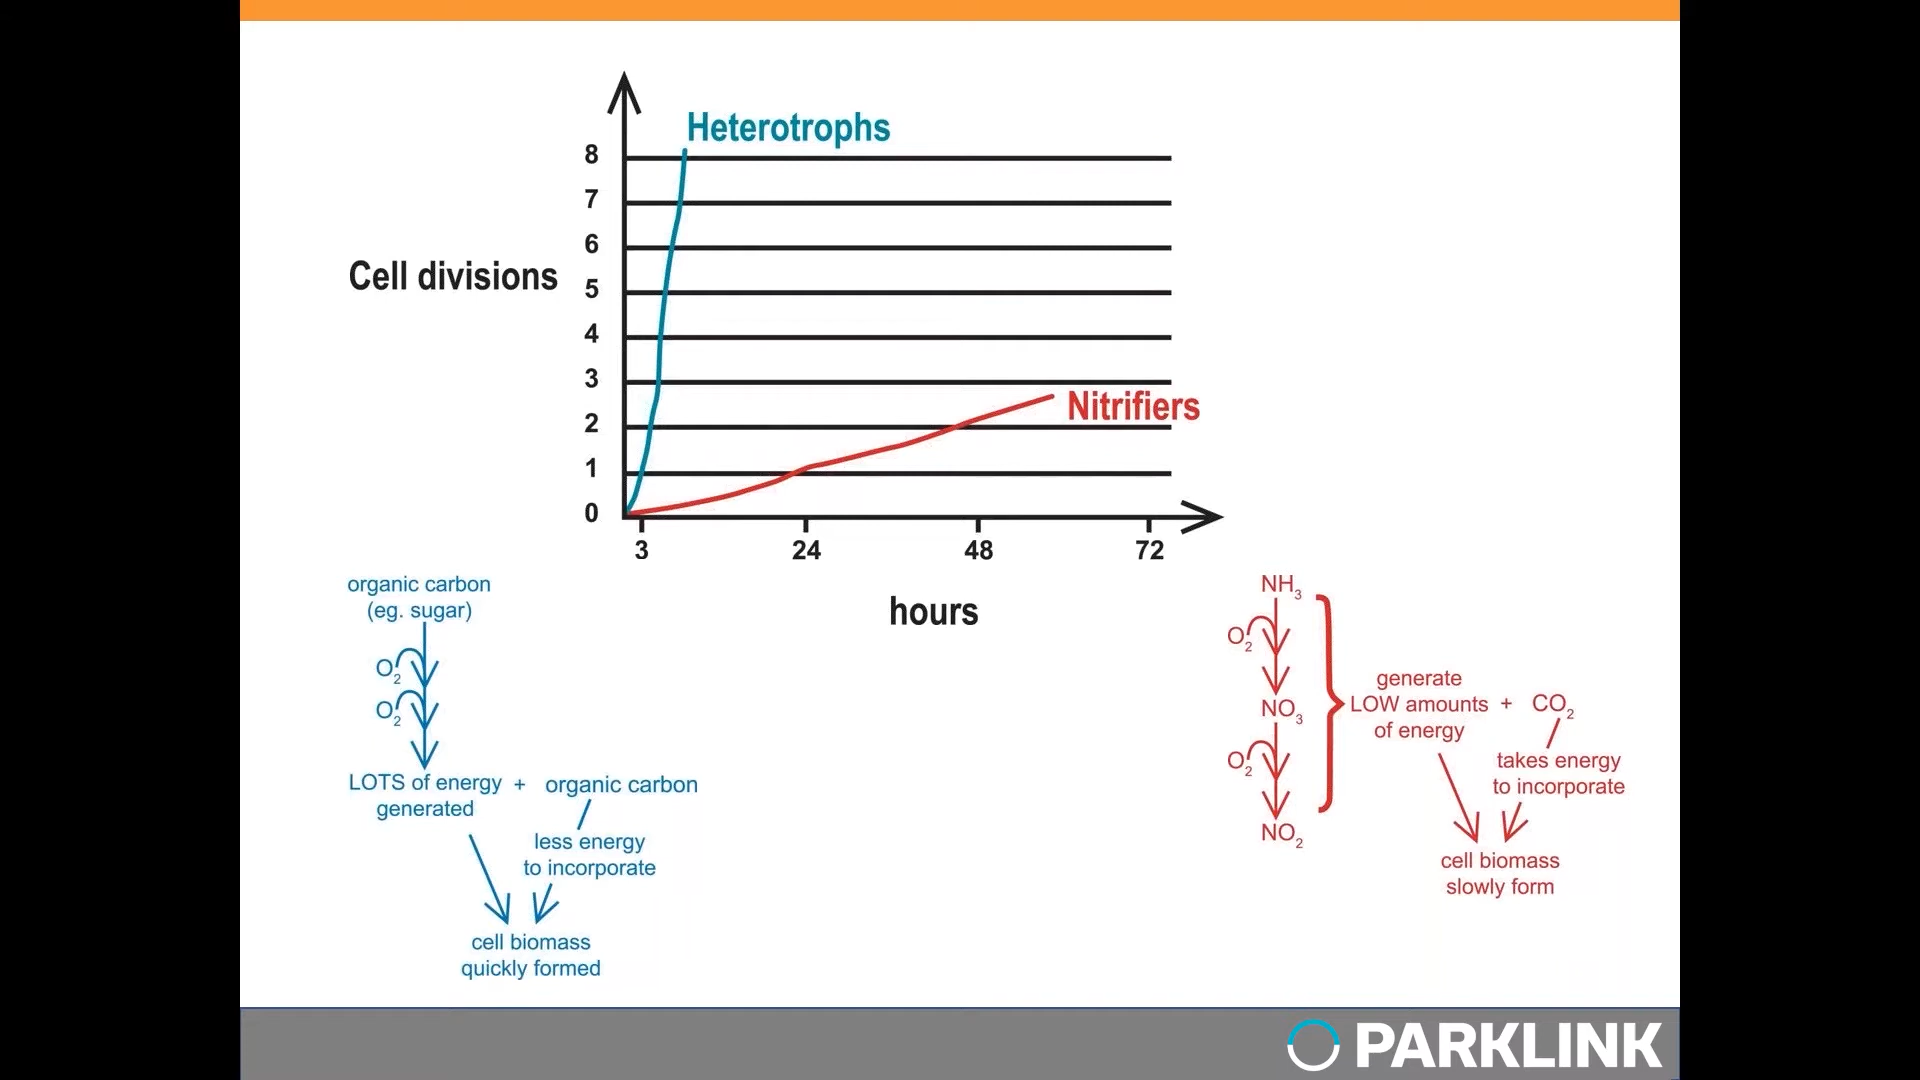 Heterotrophs
8
7
6
Cell divisions
5
4
3
Nitrifiers
2
1
0
3
24
48
72
hours
organic carbon
(eg. sugar)
O2
O2
LOTS of energy + organic carbon
generated
less energy
to incorporate
cell biomass
quickly formed
NH3
O2
NO3
O2
NO2
generate
LOW amounts + CO2
of energy
takes energy
to incorporate
cell biomass
slowly form
PARKLINK